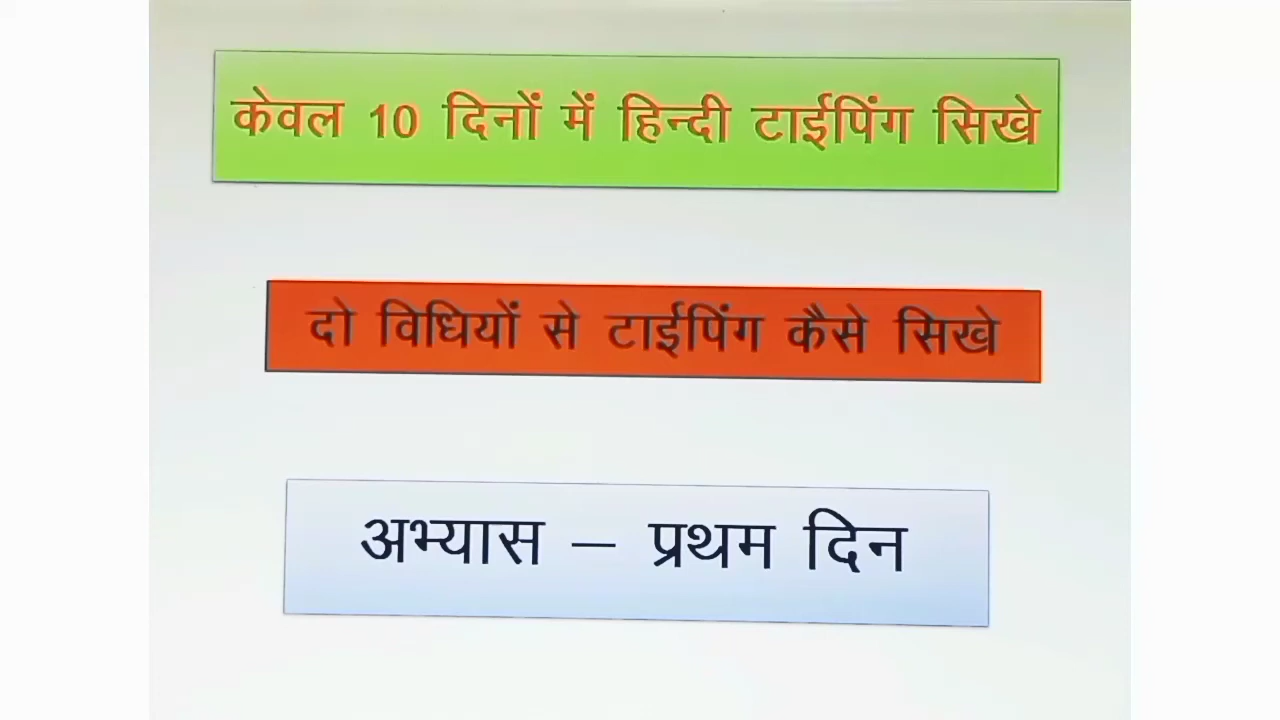 केवल 10 दिनों में हिन्दी टाईपिंग सिखे
दो विधियों से टाईपिंग कैसे सिखे
अभ्यास – प्रथम दिन